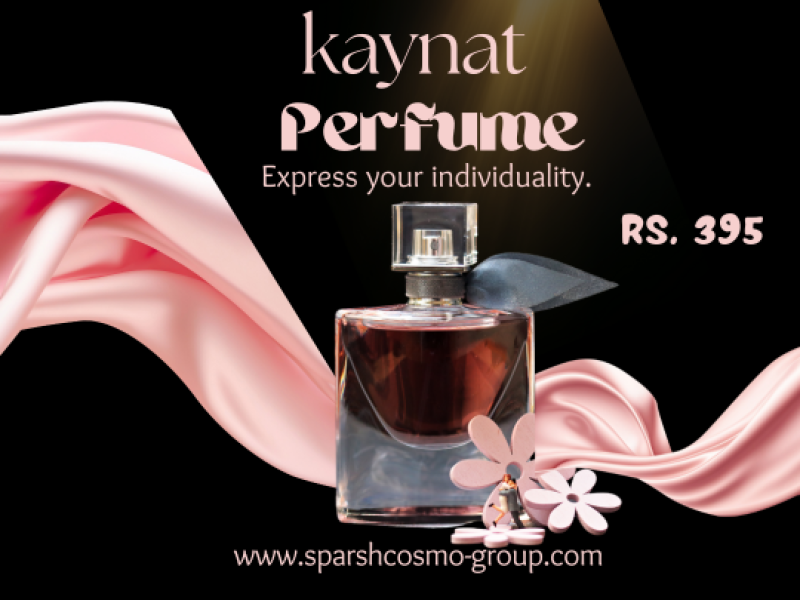 kaynat
Perfume
Express your individuality.
RS. 395
www.sparshcosmo-group.com